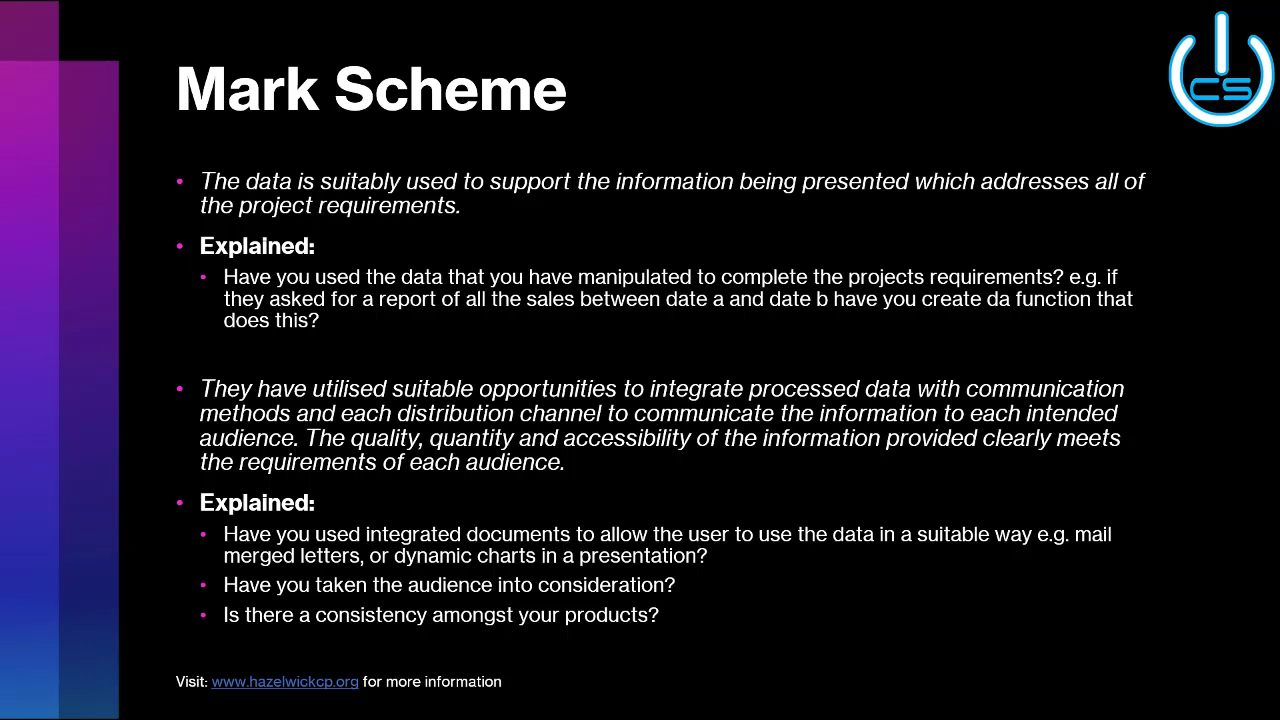 CS
Mark Scheme
• The data is suitably used to support the information being presented which addresses all of
the project requirements.
• Explained:
• Have you used the data that you have manipulated to complete the projects requirements? e.g. if
they asked for a report of all the sales between date a and date b have you create da function that
does this?
• They have utilised suitable opportunities to integrate processed data with communication
methods and each distribution channel to communicate the information to each intended
audience. The quality, quantity and accessibility of the information provided clearly meets
the requirements of each audience.
• Explained:
• Have you used integrated documents to allow the user to use the data in a suitable way e.g. mail
merged letters, or dynamic charts in a presentation?
• Have you taken the audience into consideration?
• Is there a consistency amongst your products?
Visit: www.hazelwickcp.org for more information